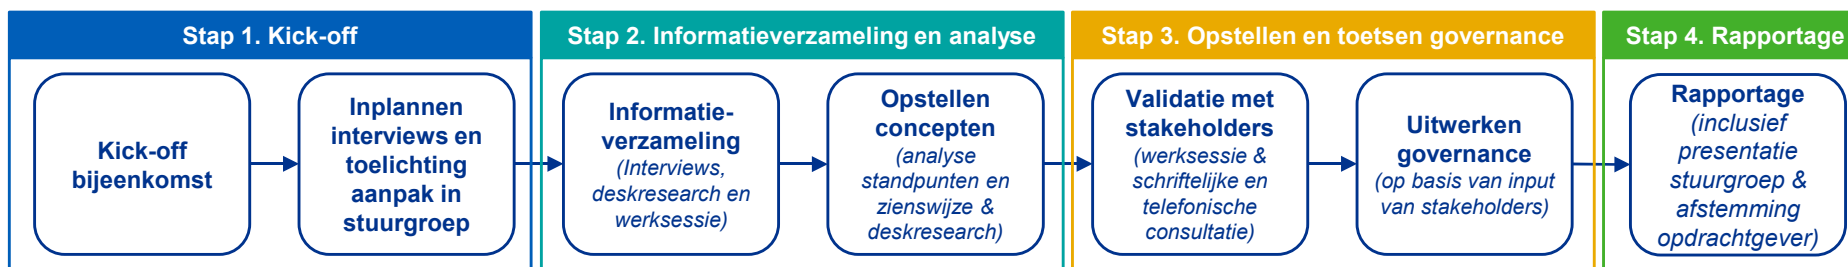 Stap 1. Kick-off
Kick-off
bijeenkomst
Inplannen
interviews en
toelichting
aanpak in
stuurgroep
Stap 2. Informatieverzameling en analyse
Informatie-
verzameling
(Interviews,
deskresearch en
werksessie)
Opstellen
concepten
(analyse
standpunten en
zienswijze &
deskresearch)
Stap 3. Opstellen en toetsen governance
Validatie met
stakeholders
(werksessie &
schriftelijke en
telefonische
consultatie)
Uitwerken
governance
(op basis van input
van stakeholders)
Stap 4. Rapportage
Rapportage
(inclusief
presentatie
stuurgroep &
afstemming
opdrachtgever)